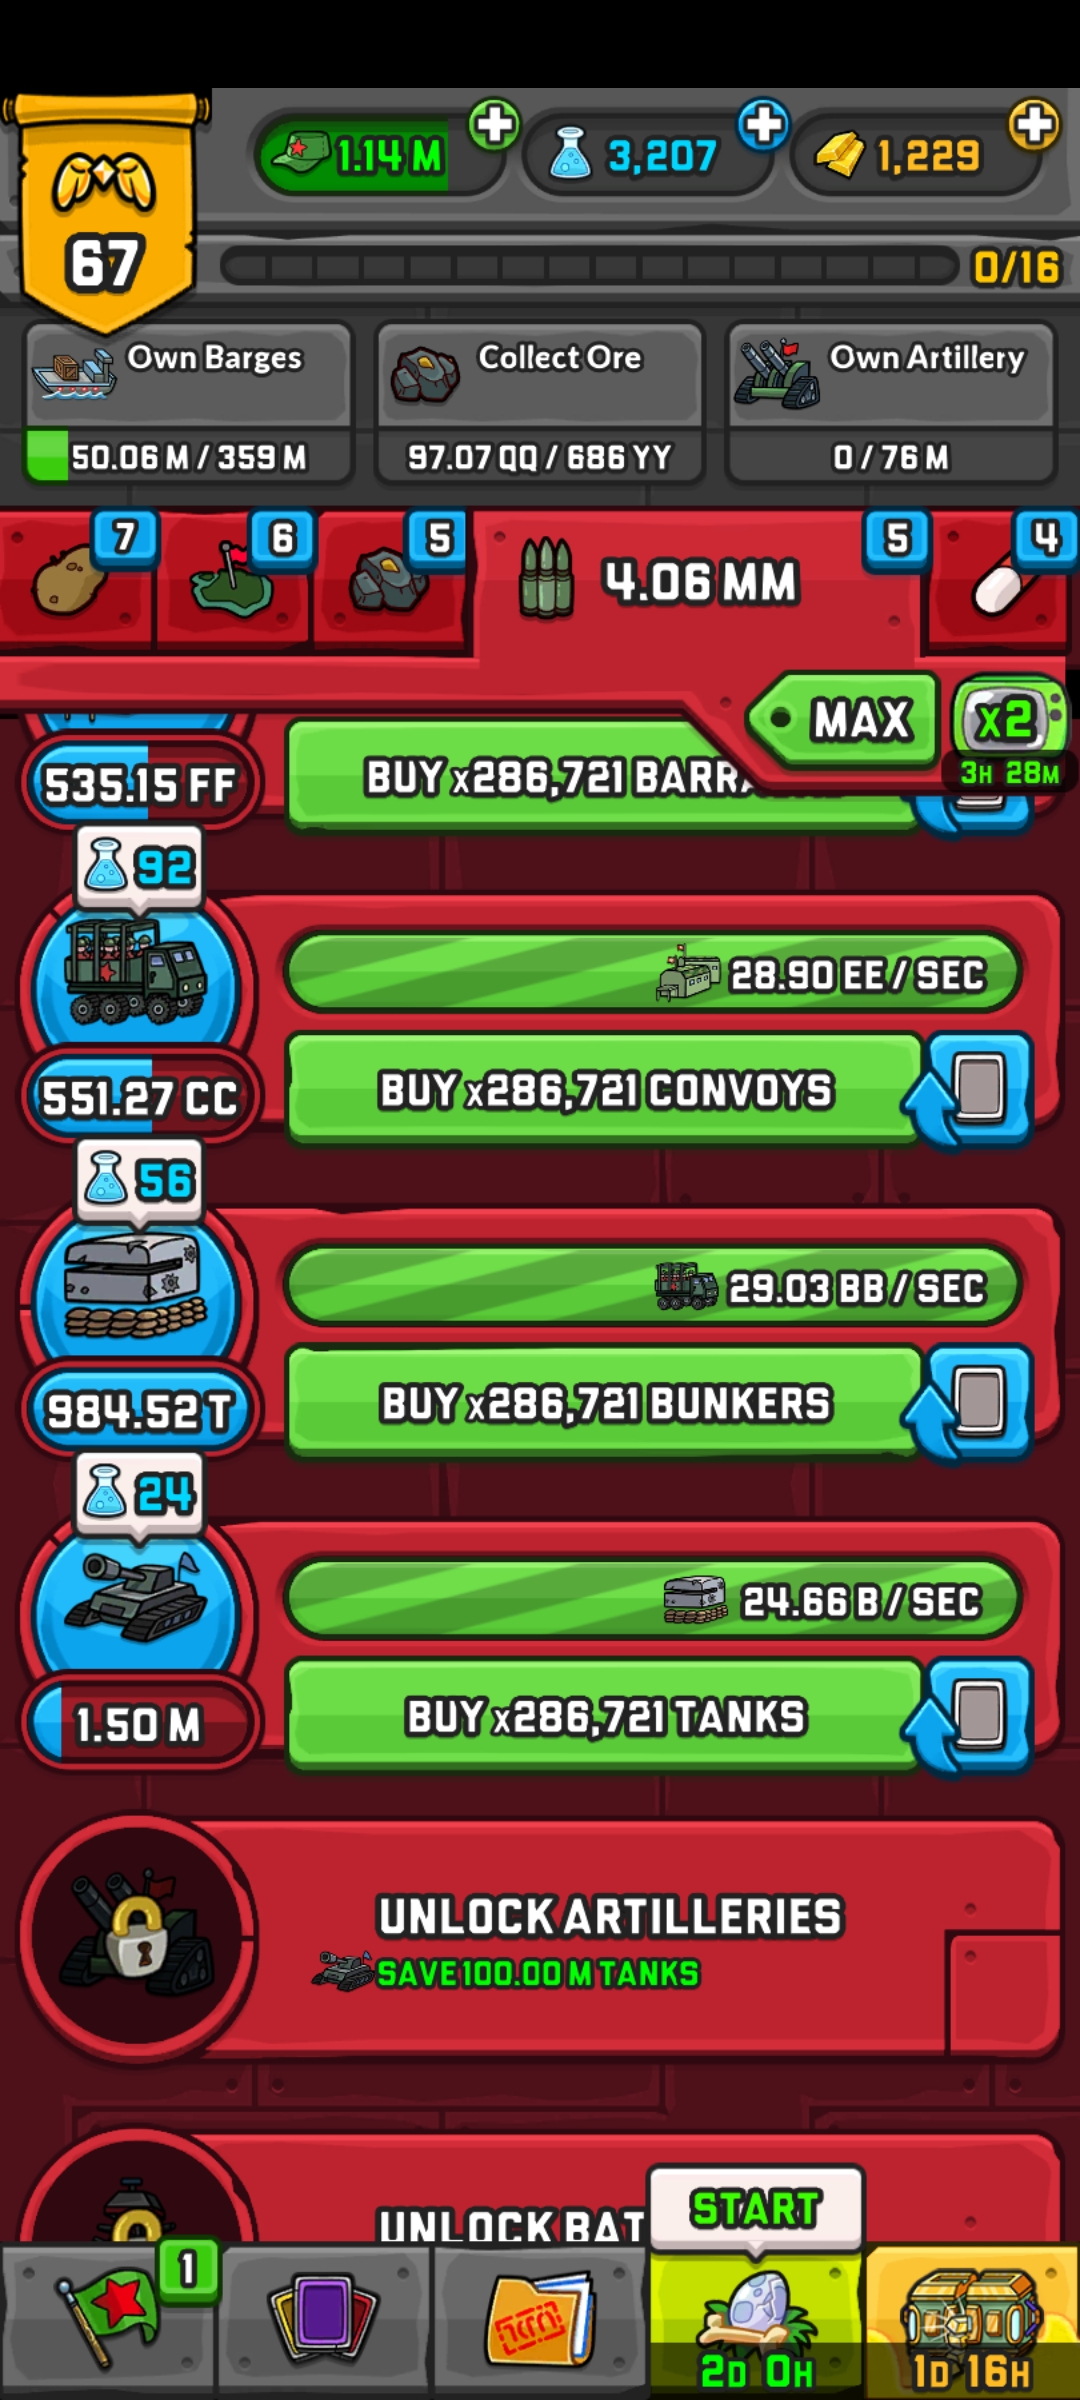 1.14 M
3,207
1,229
67
0/16
Own Barges
Collect Ore
Own Artillery
50.06 M / 359 M
97.07 QQ / 686 YY
0 / 76 M
7
6
5
4.06 MM
5
4
MAX
x2
3H 28M
535.15 FF
BUY x286,721
92
28.90 EE / SEC
551.27 CC
BUY x286,721 CONVOYS
56
29.03 BB / SEC
984.52 T
BUY x286,721 BUNKERS
24
24.66 B / SEC
1.50 M
BUY x286,721 TANKS
UNLOCK ARTILLERIES
SAVE 100.00 M TANKS
UNLOCK
START
1
2D 0H
1D 16H